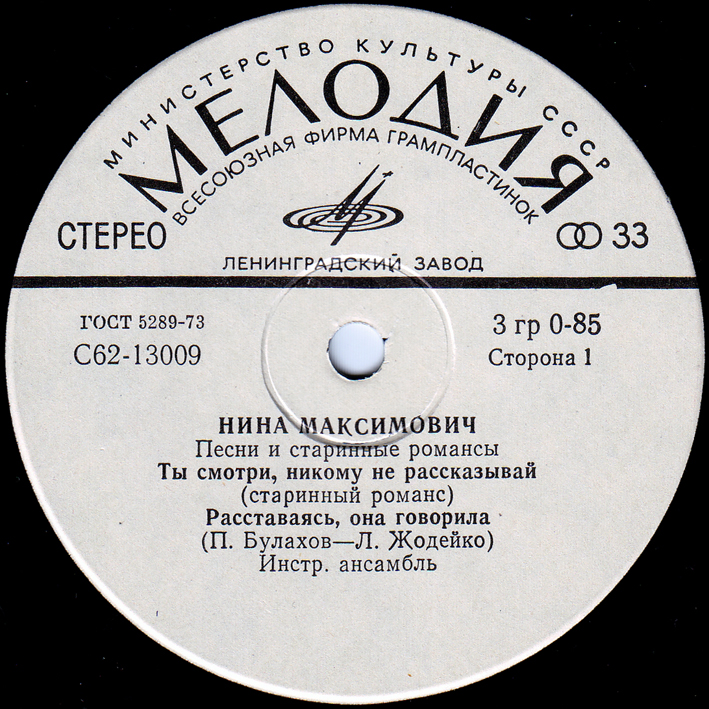 МИНИСТЕРСТВО КУЛЬТУРЫ СССР
МЕЛОДИЯ
ВСЕСОЮЗНАЯ ФИРМА ГРАМПЛАСТИНОК
СТЕРЕО
33
ЛЕНИНГРАДСКИЙ ЗАВОД
ГОСТ 5289-73
3 гр 0-85
С62-13009
Сторона 1
НИНА МАКСИМОВИЧ
Песни и старинные романсы
Ты смотри, никому не рассказывай
(старинный романс)
Расставаясь, она говорила
(П. Булахов—Л. Жодейко)
Инстр. ансамбль